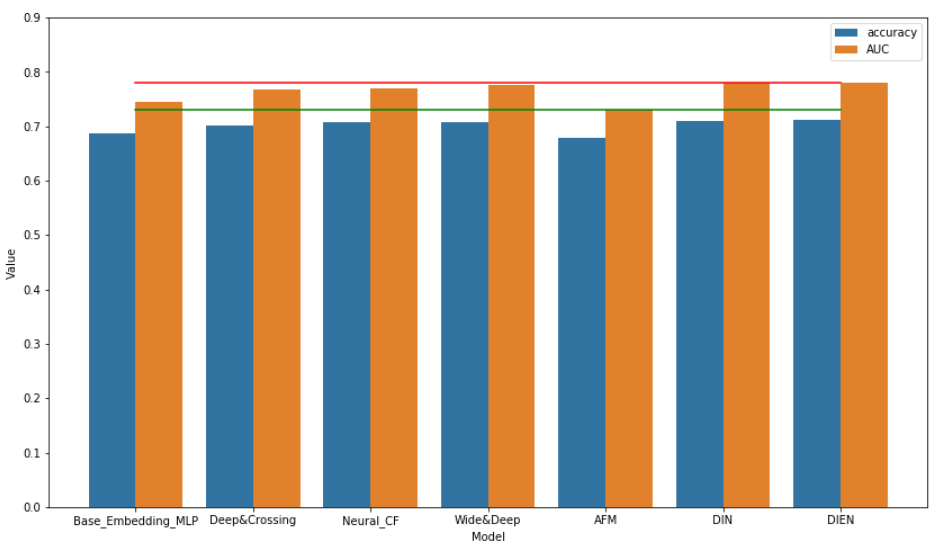 0.9
0.8
0.7
0.6
0.5
0.4
0.3
0.2
0.1
0.0
Value
accuracy
AUC
Base_Embedding_MLP Deep&Crossing Neural_CF Wide&Deep AFM DIN DIEN
Model